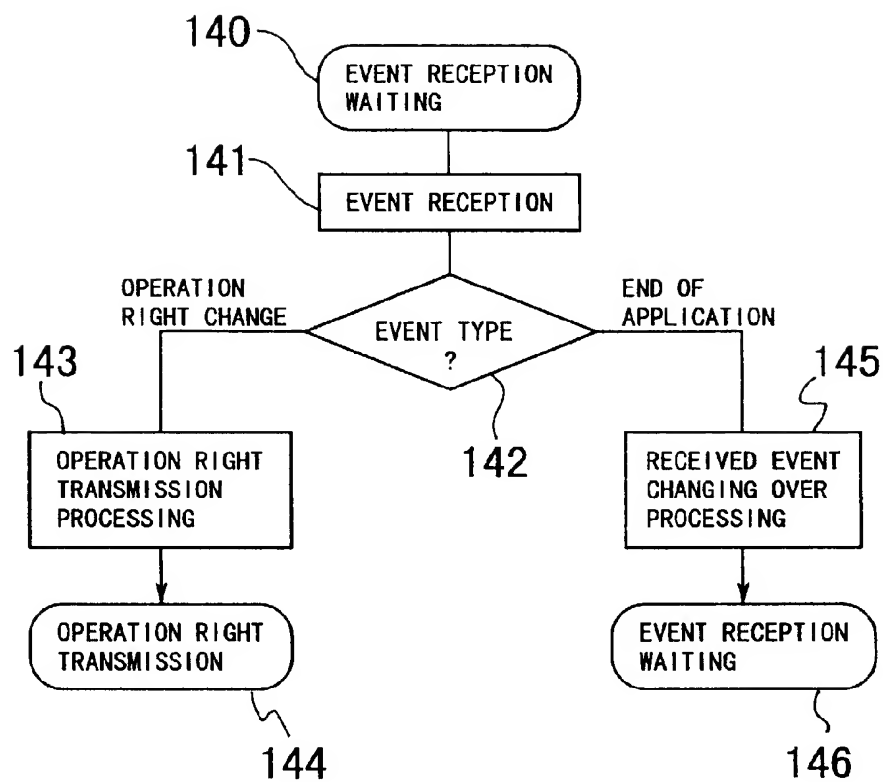 140
EVENT RECEPTION
WAITING
141
EVENT RECEPTION
OPERATION
RIGHT CHANGE
EVENT TYPE
?
END OF
APPLICATION
142
143
OPERATION RIGHT
TRANSMISSION
PROCESSING
145
RECEIVED EVENT
CHANGING OVER
PROCESSING
OPERATION RIGHT
TRANSMISSION
144
EVENT RECEPTION
WAITING
146